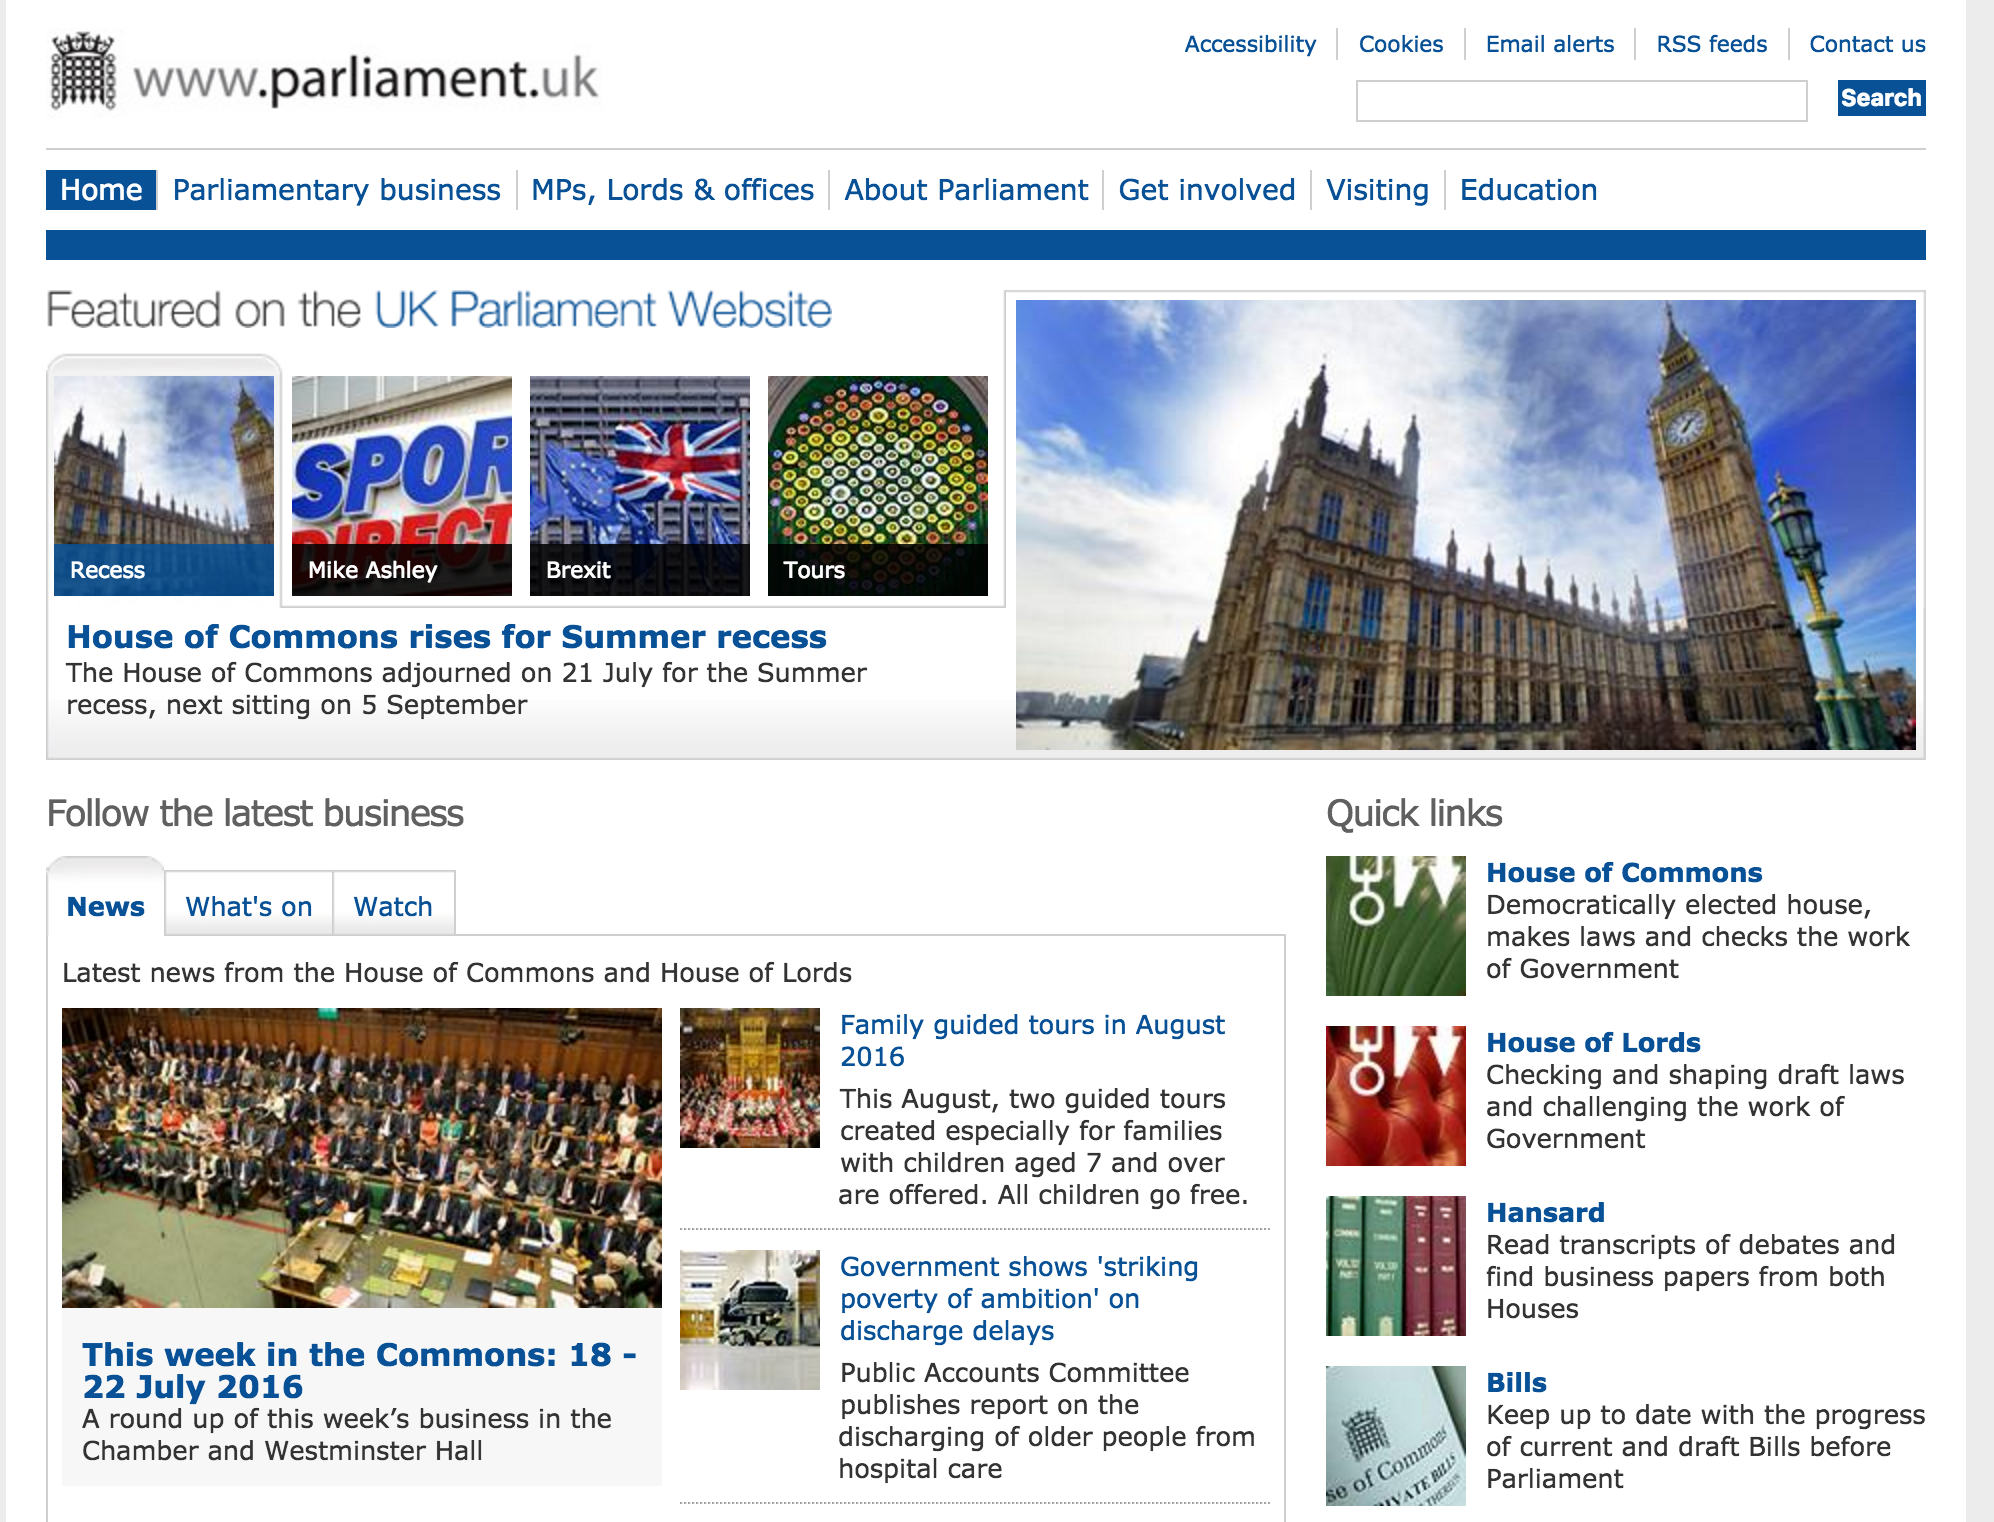 www.parliament.uk
Accessibility
Cookies
Email alerts
RSS feeds
Contact us
Search
Home
Parliamentary business
MPs, Lords & offices
About Parliament
Get involved
Visiting
Education
Featured on the UK Parliament Website
SPOR
DIRECT
Recess
Mike Ashley
Brexit
Tours
House of Commons rises for Summer recess
The House of Commons adjourned on 21 July for the Summer
recess, next sitting on 5 September
Follow the latest business
News
What's on
Watch
Latest news from the House of Commons and House of Lords
This week in the Commons: 18 -
22 July 2016
A round up of this week’s business in the
Chamber and Westminster Hall
Family guided tours in August
2016
This August, two guided tours
created especially for families
with children aged 7 and over
are offered. All children go free.
Government shows 'striking
poverty of ambition' on
discharge delays
Public Accounts Committee
publishes report on the
discharging of older people from
hospital care
Quick links
House of Commons
Democratically elected house,
makes laws and checks the work
of Government
House of Lords
Checking and shaping draft laws
and challenging the work of
Government
Hansard
Read transcripts of debates and
find business papers from both
Houses
Bills
Keep up to date with the progress
of current and draft Bills before
Parliament
se of Commons
PRIVATE BILLS